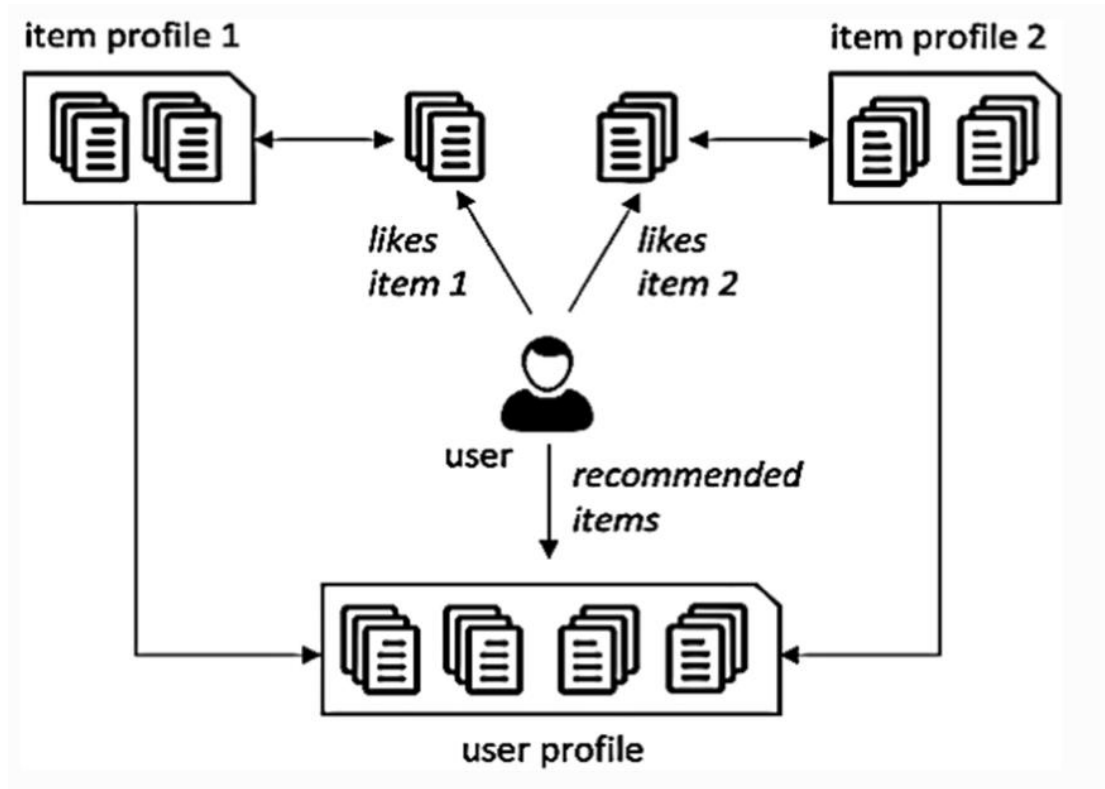 item profile 1
item profile 2
likes
item 1
likes
item 2
user
recommended
items
user profile